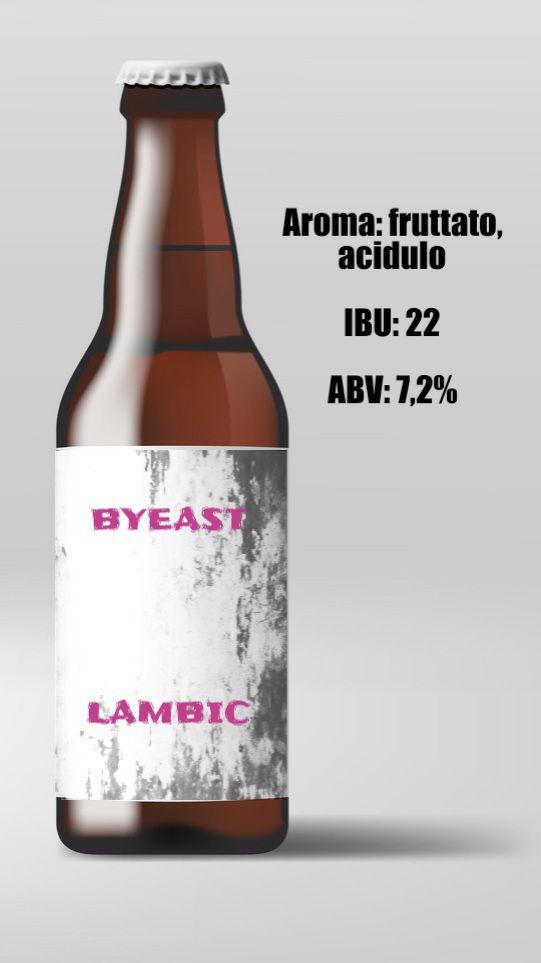 Aroma: fruttato,
acidulo
IBU: 22
ABV: 7,2%
BYEAST
LAMBIC